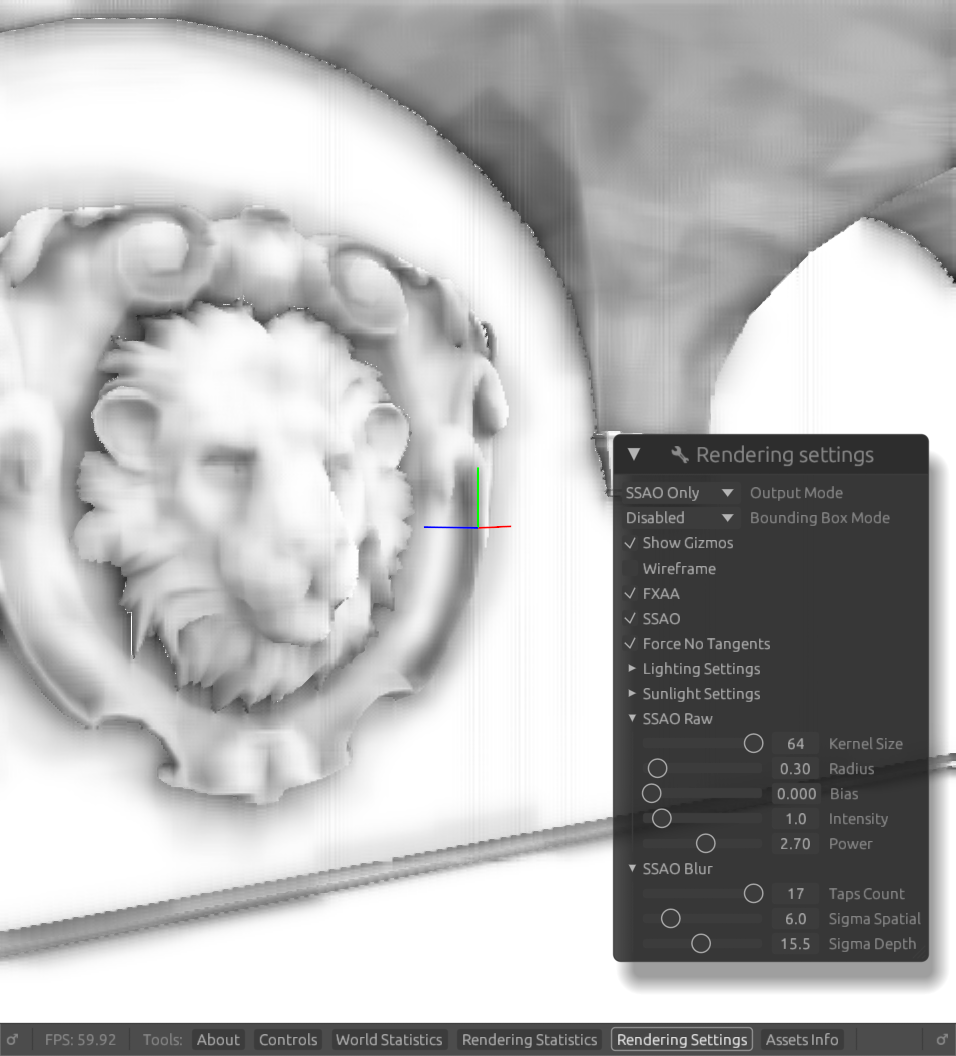 Rendering settings
SSAO Only Output Mode
Disabled Bounding Box Mode
Show Gizmos
Wireframe
FXAA
SSAO
Force No Tangents
Lighting Settings
Sunlight Settings
SSAO Raw
64 Kernel Size
0.30 Radius
0.000 Bias
1.0 Intensity
2.70 Power
SSAO Blur
17 Taps Count
6.0 Sigma Spatial
15.5 Sigma Depth
FPS: 59.92 Tools: About Controls World Statistics Rendering Statistics Rendering Settings Assets Info